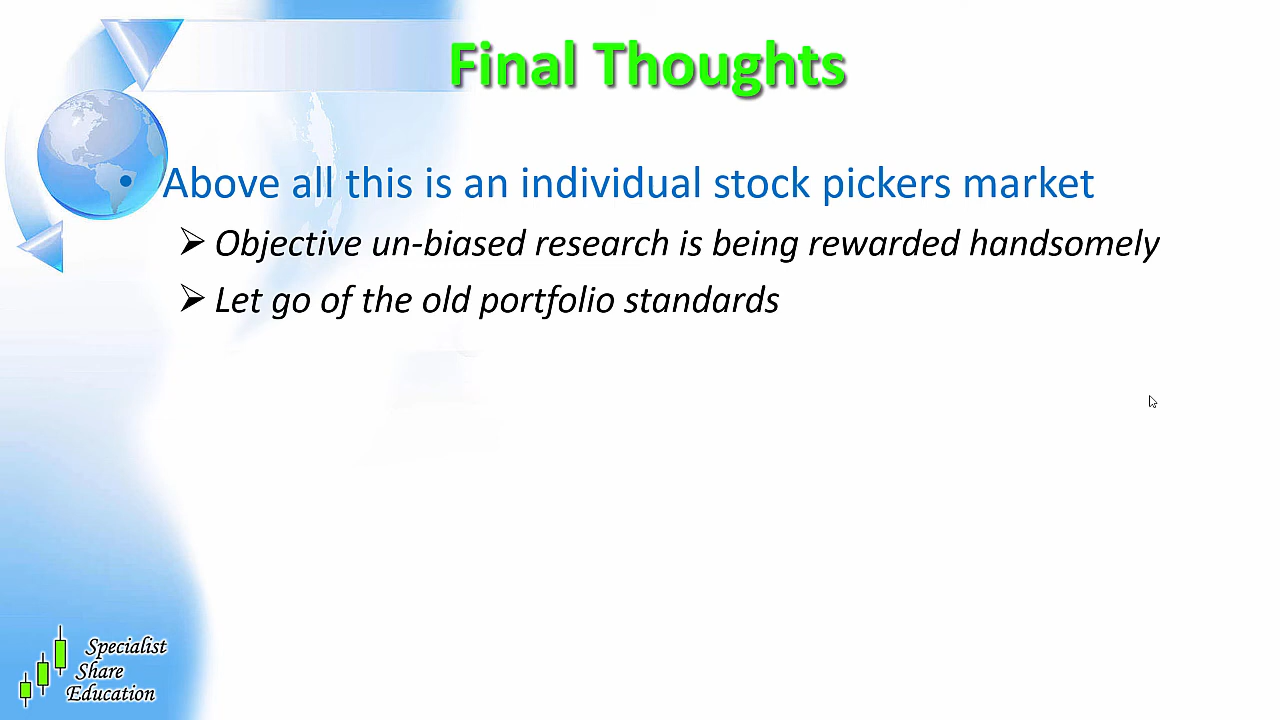 Final Thoughts
• Above all this is an individual stock pickers market
➢ Objective un-biased research is being rewarded handsomely
➢ Let go of the old portfolio standards
Specialist
Share
Education